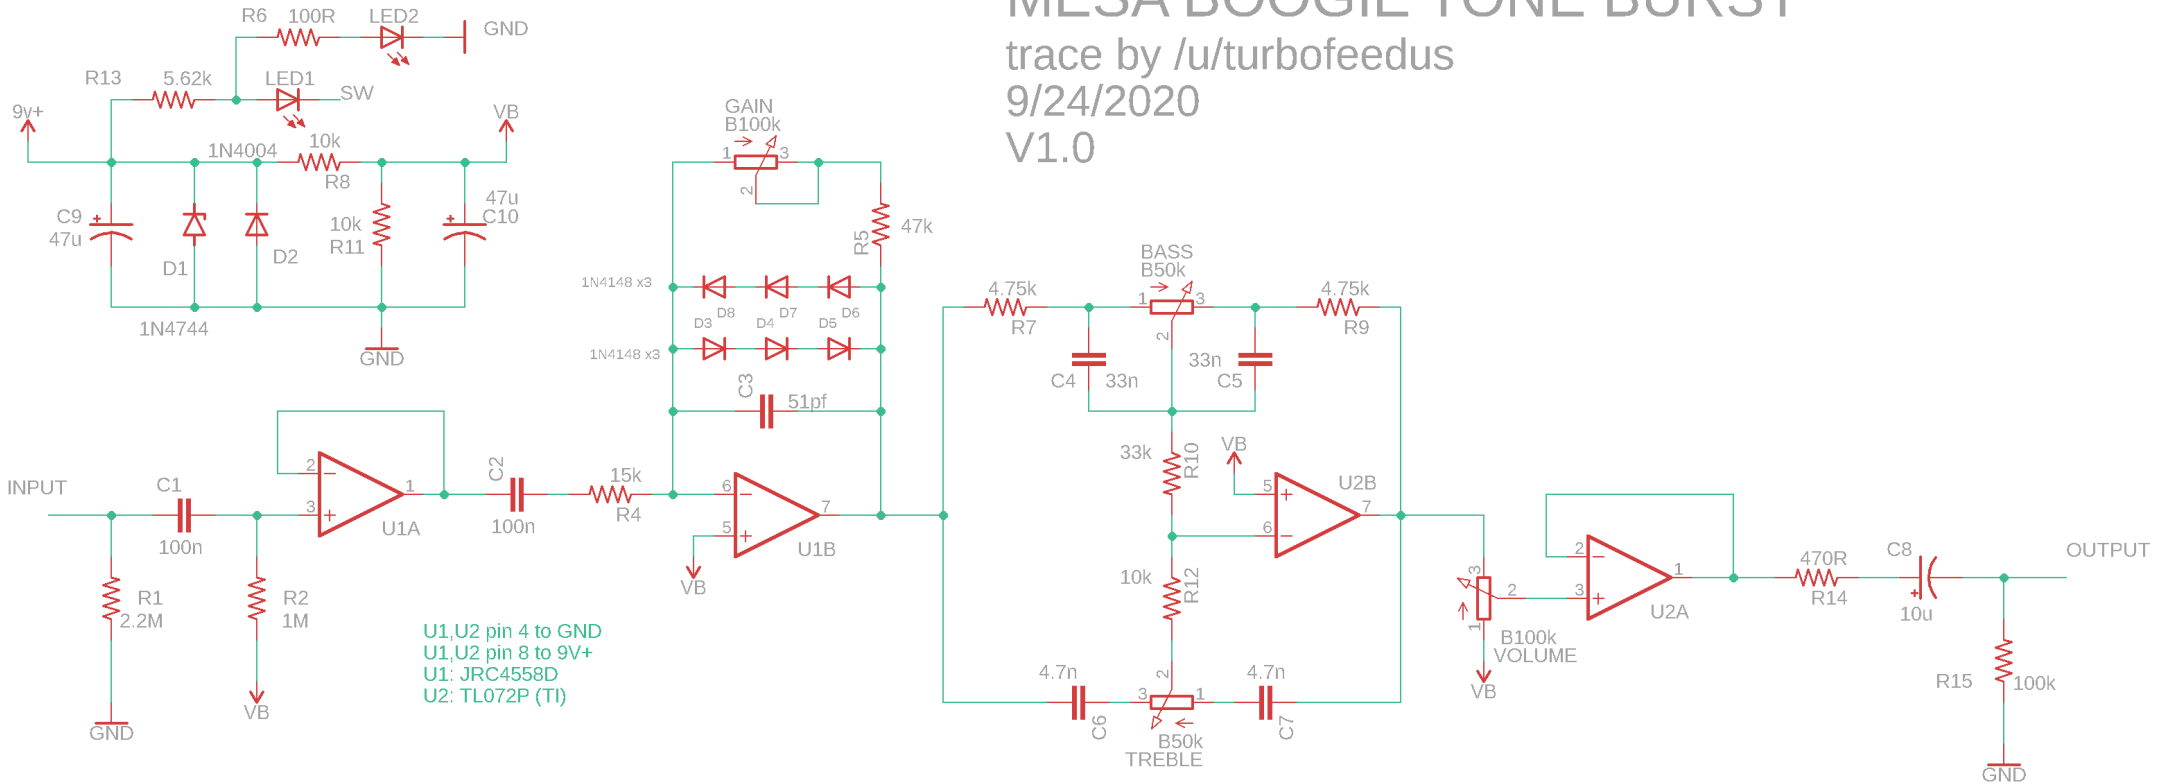 MESA BOOGIE TONE BURST
trace by /u/turbofeedus
9/24/2020
V1.0
R6 100R LED2
GND
R13 5.62k LED1
SW
9v+
VB
1N4004
10k
R8
C9
47u
D1
D2
10k
R11
47u
C10
1N4744
GND
GAIN
B100k
1 3
2
R5
47k
1N4148 x3
D8 D7 D6
D3 D4 D5
1N4148 x3
C3
51pf
INPUT
C1
100n
2
3
1
U1A
C2
100n
15k
R4
6
5
7
U1B
VB
R1
2.2M
R2
1M
GND
VB
U1,U2 pin 4 to GND
U1,U2 pin 8 to 9V+
U1: JRC4558D
U2: TL072P (TI)
BASS
B50k
4.75k
R7
1 3
2
4.75k
R9
C4 33n
33n
C5
33k
R10
VB
5
6
7
U2B
10k
R12
4.7n
C6
3 2 1
4.7n
C7
B50k
TREBLE
3
2
1
B100k
VOLUME
VB
2
3
1
U2A
470R
R14
C8
10u
OUTPUT
R15
100k
GND